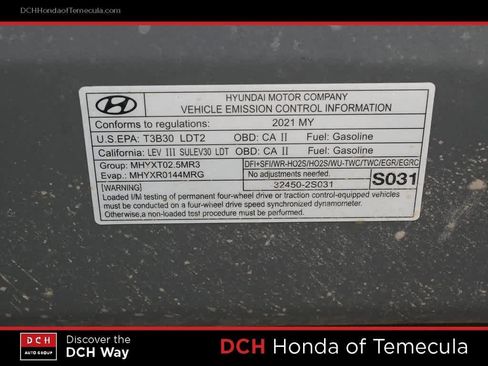 DCHHondaofTemecula.com
HYUNDAI MOTOR COMPANY
VEHICLE EMISSION CONTROL INFORMATION
Conforms to regulations: 2021 MY
U.S.EPA: T3B30 LDT2 OBD: CA II Fuel: Gasoline
California: LEV III SULEV30 LDT OBD: CA II Fuel: Gasoline
Group: MHYXT02.5MR3
Evap.: MHYXR0144MRG
DFI+SFI/WR-HO2S/HO2S/WU-TWC/TWC/EGR/EGRC
No adjustments needed.
32450-2S031
S031
[WARNING]
Loaded I/M testing of permanent four-wheel drive or traction control-equipped vehicles
must be performed on a four-wheel drive speed synchronized dynamometer.
Otherwise,a non-loaded test procedure must be performed.
DCH
AUTO GROUP
Discover the
DCH Way
DCH Honda of Temecula